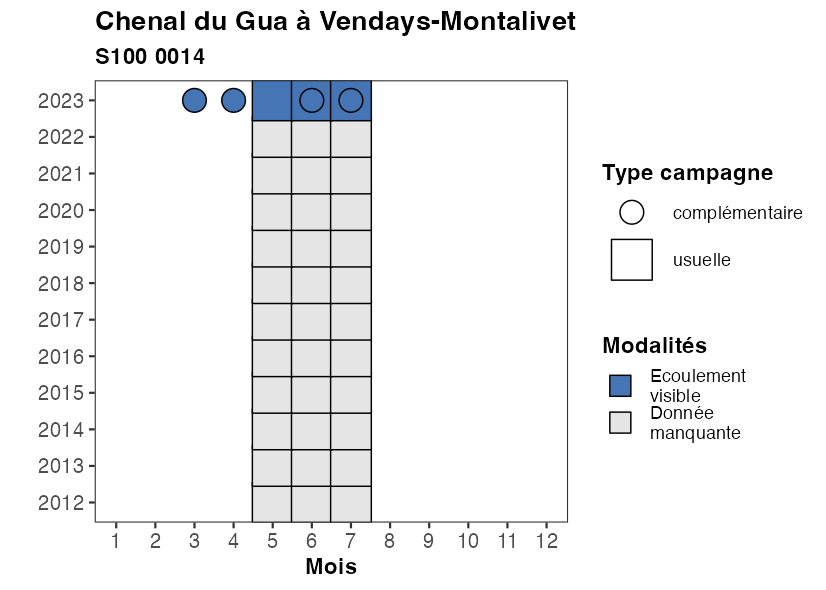 Chenal du Gua à Vendays-Montalivet
S100 0014
2023
2022
2021
2020
2019
2018
2017
2016
2015
2014
2013
2012
1 2 3 4 5 6 7 8 9 10 11 12
Mois
Type campagne
complémentaire
usuelle
Modalités
Ecoulement
visible
Donnée
manquante